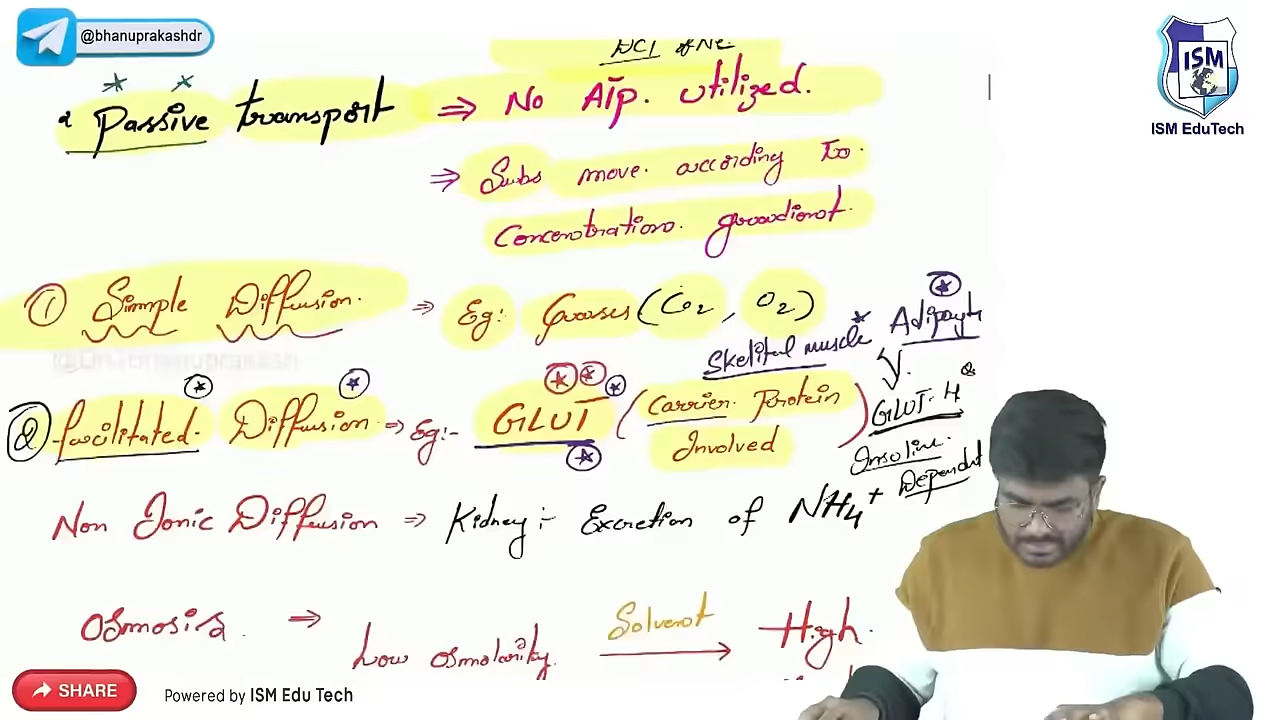 @bhanuprakashdr
ISM
ISM EduTech
Passive transport ⇒ No ATP. utilized.
⇒ Subs move. according to
Concentrations. gradient.
① Simple Diffusion. ⇒ Eg: Gases (CO2, O2)
Skelital muscle * Adipocyte
② facilitated. Diffusion. ⇒ Eg:- GLUT (Carrier. Protein Involved) GLUT-4
Insulin.
Dependent
Non Ionic Diffusion ⇒ Kidney:- Excretion of NH4+
Osmosis ⇒ Low Osmolarity. Solvent → High.
SHARE
Powered by ISM Edu Tech